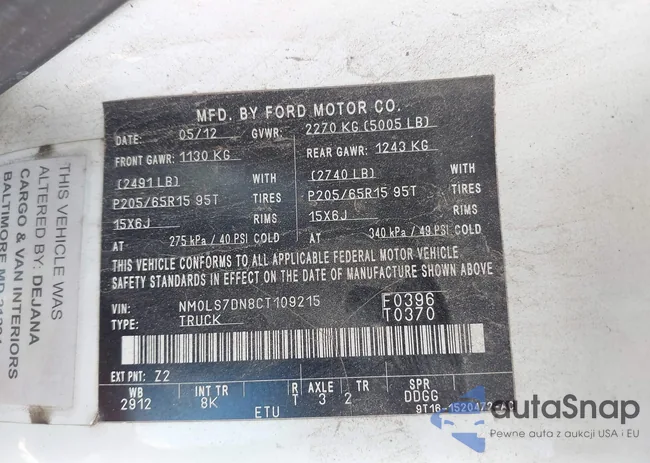 MFD. BY FORD MOTOR CO.
DATE: 05/12 GVWR: 2270 KG (5005 LB)
FRONT GAWR: 1130 KG REAR GAWR: 1243 KG
(2491 LB) WITH (2740 LB) WITH
P205/65R15 95T TIRES P205/65R15 95T TIRES
15X6J RIMS 15X6J RIMS
AT 275 kPa / 40 PSI COLD AT 340 kPa / 49 PSI COLD
THIS VEHICLE CONFORMS TO ALL APPLICABLE FEDERAL MOTOR VEHICLE
SAFETY STANDARDS IN EFFECT ON THE DATE OF MANUFACTURE SHOWN ABOVE
VIN: NM0LS7DN8CT109215 F0396
TYPE: TRUCK T0370
EXT PNT: Z2
WB INT TR R AXLE TR SPR
2912 8K T 3 2 DDGG
ETU
THIS VEHICLE WAS
ALTERED BY: DEJANA
CARGO & VAN INTERIORS
BALTIMORE MD
autoSnap
Pewne auta z aukcji USA i EU